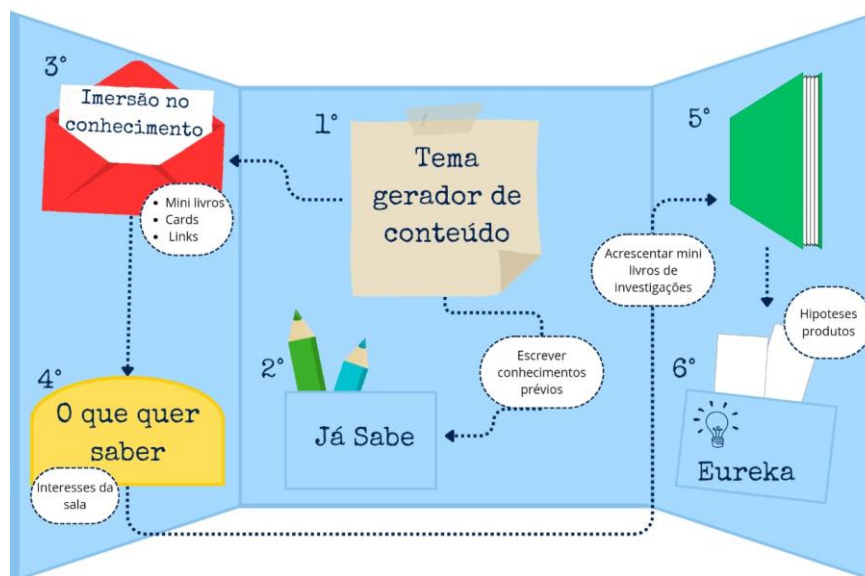 1°
Tema
gerador de
conteúdo
2°
Escrever
conhecimentos
prévios
Já Sabe
3°
Imersão no
conhecimento
• Mini livros
• Cards
• Links
4°
O que quer
saber
Interesses da
sala
5°
Acrescentar mini
livros de
investigações
6°
Hipoteses
produtos
Eureka